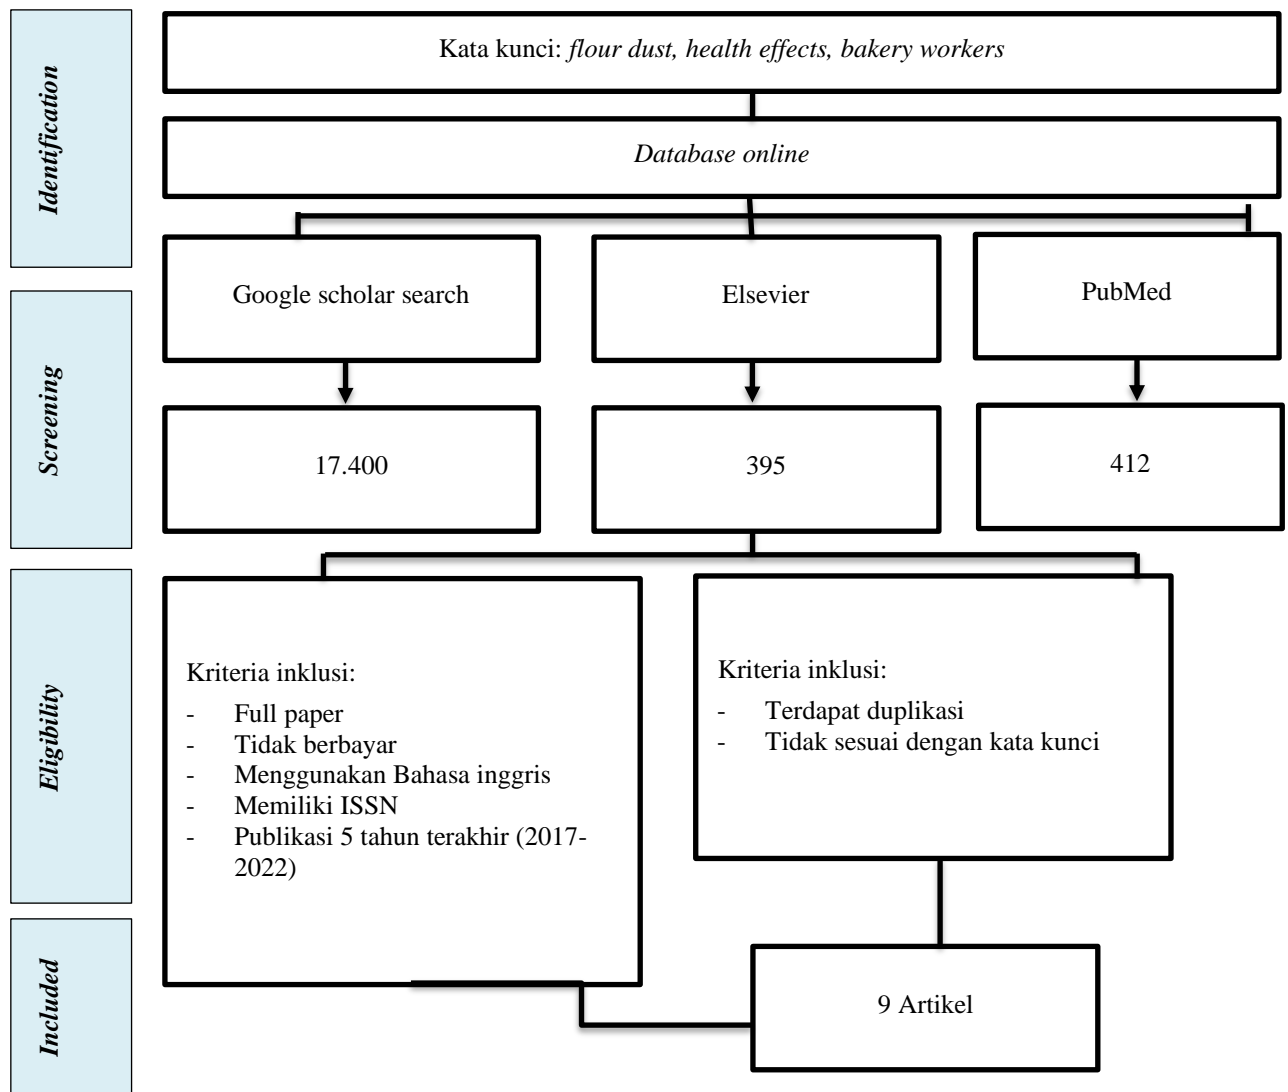 Identification
Kata kunci: flour dust, health effects, bakery workers
Database online
Google scholar search
Elsevier
PubMed
Screening
17.400
395
412
Eligibility
Kriteria inklusi:
- Full paper
- Tidak berbayar
- Menggunakan Bahasa inggris
- Memiliki ISSN
- Publikasi 5 tahun terakhir (2017-
2022)
Kriteria inklusi:
- Terdapat duplikasi
- Tidak sesuai dengan kata kunci
Included
9 Artikel